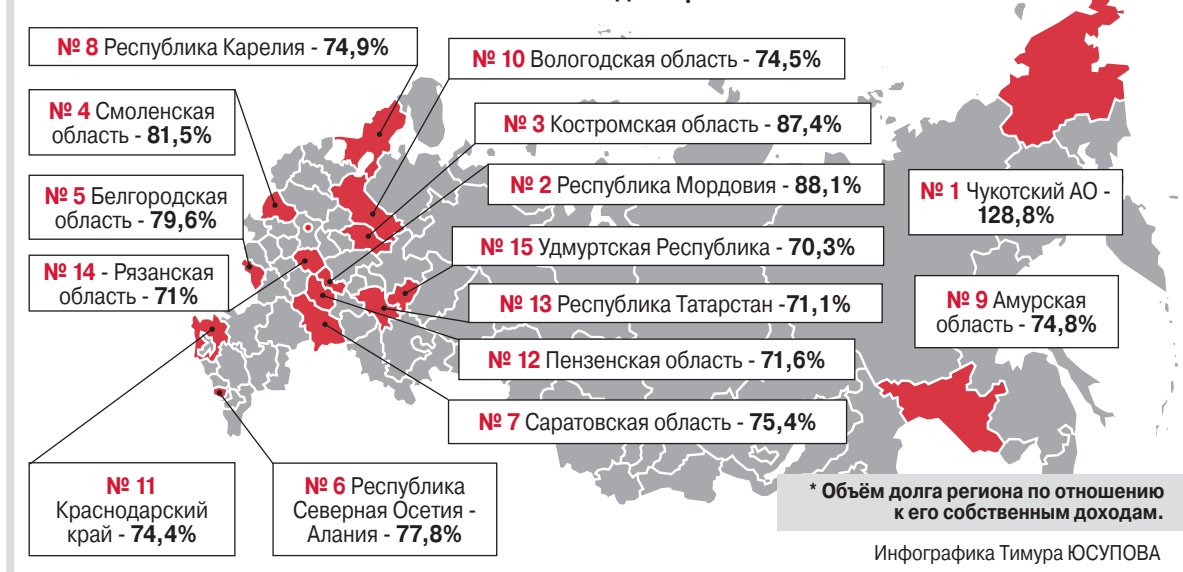 № 8 Республика Карелия - 74,9%
№ 10 Вологодская область - 74,5%
№ 4 Смоленская
область - 81,5%
№ 3 Костромская область - 87,4%
№ 5 Белгородская
область - 79,6%
№ 2 Республика Мордовия - 88,1%
№ 1 Чукотский АО -
128,8%
№ 15 Удмуртская Республика - 70,3%
№ 14 - Рязанская
область - 71%
№ 13 Республика Татарстан -71,1%
№ 9 Амурская
область - 74,8%
№ 12 Пензенская область - 71,6%
№ 7 Саратовская область - 75,4%
№ 11
Краснодарский
край - 74,4%
№ 6 Республика
Северная Осетия -
Алания - 77,8%
* Объём долга региона по отношению
к его собственным доходам.
Инфографика Тимура ЮСУПОВА